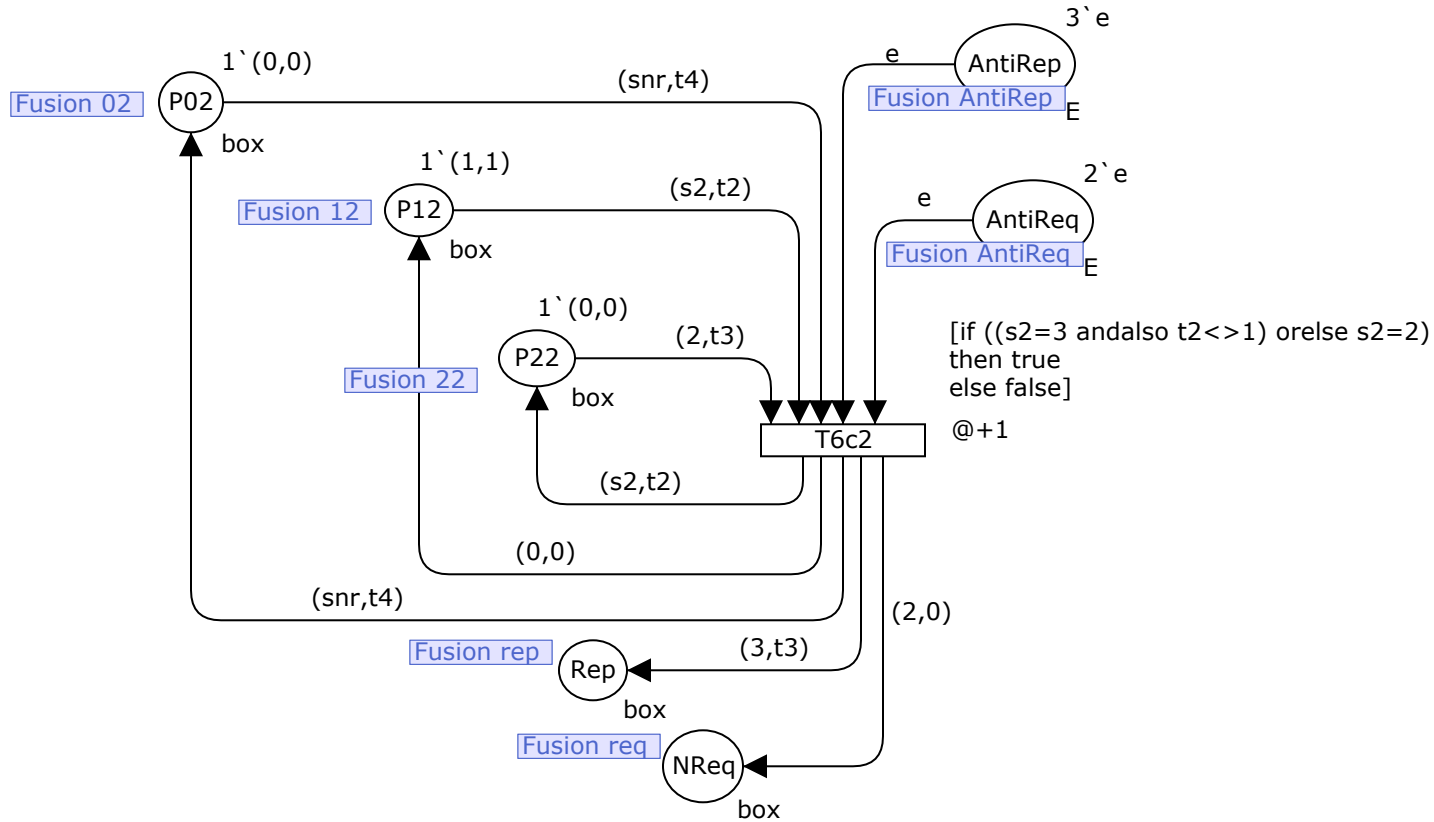 3`e
e
AntiRep
Fusion AntiRep
E
1`(0,0)
Fusion 02
P02
(snr,t4)
box
1`(1,1)
Fusion 12
P12
(s2,t2)
box
2`e
e
AntiReq
Fusion AntiReq
E
1`(0,0)
P22
(2,t3)
Fusion 22
box
[if ((s2=3 andalso t2<>1) orelse s2=2)
then true
else false]
@+1
T6c2
(s2,t2)
(0,0)
(snr,t4)
(2,0)
Fusion rep
Rep
(3,t3)
box
Fusion req
NReq
box